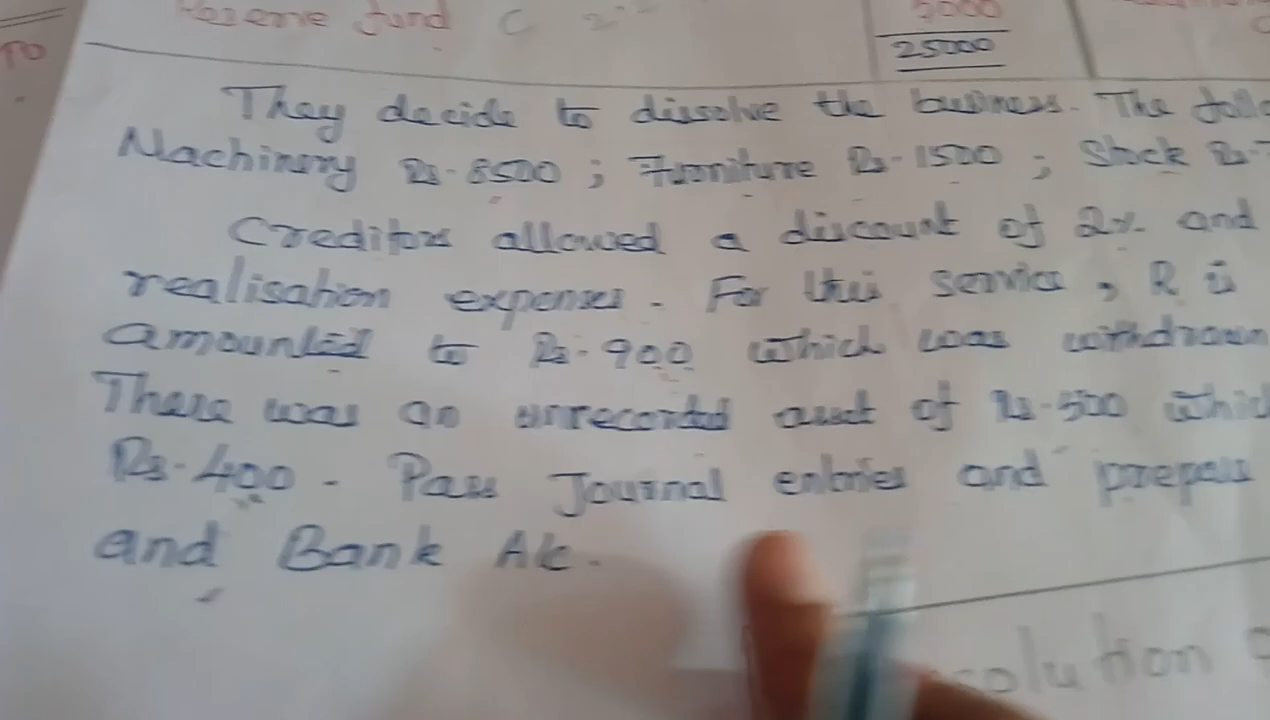 Reserve fund 5000
TO 25000
They decide to dissolve the business. The
Machinery Rs. 8500 ; Furniture Rs. 1500 ; Stock Rs.
Creditors allowed a discount of 2% and
realisation expenses. For this service, R is
amounted to Rs. 900 which was withdrawn
There was an unrecorded asset of Rs. 500
Rs. 400. Pass Journal entries and prepare
and Bank A/c.